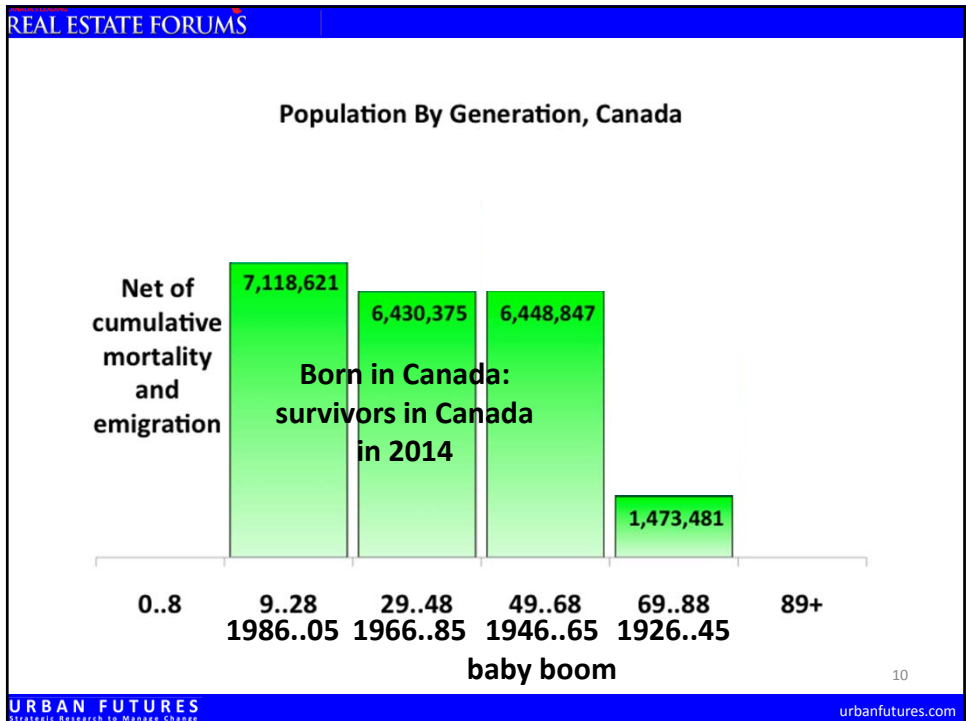 CANADA'S LEADING
REAL ESTATE FORUMS
Population By Generation, Canada
Net of
cumulative
mortality
and
emigration
7,118,621
6,430,375
6,448,847
1,473,481
Born in Canada:
survivors in Canada
in 2014
0..8 9..28 29..48 49..68 69..88 89+
1986..05 1966..85 1946..65 1926..45
baby boom
10
URBAN FUTURES
Strategic Research to Manage Change
urbanfutures.com